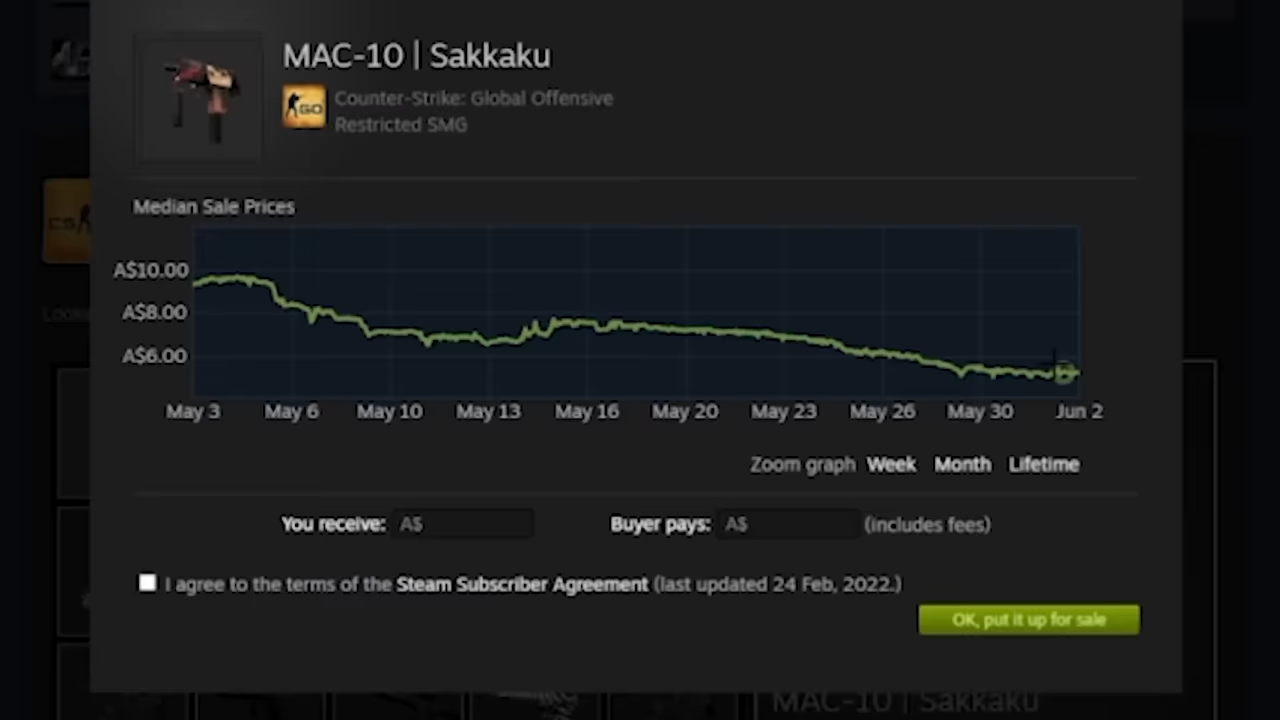 MAC-10 | Sakkaku
GO
Counter-Strike: Global Offensive
Restricted SMG
CS
Median Sale Prices
A$10.00
A$8.00
A$6.00
May 3 May 6 May 10 May 13 May 16 May 20 May 23 May 26 May 30 Jun 2
Zoom graph Week Month Lifetime
You receive: A$ Buyer pays: A$ (includes fees)
I agree to the terms of the Steam Subscriber Agreement (last updated 24 Feb, 2022.)
OK, put it up for sale
MAC-10 | Sakkaku